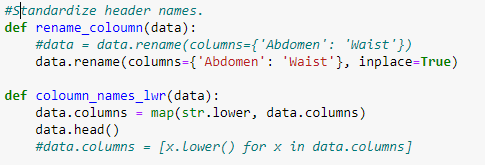 #Standardize header names.
def rename_coloumn(data):
    #data = data.rename(columns={'Abdomen': 'Waist'})
    data.rename(columns={'Abdomen': 'Waist'}, inplace=True)

def coloumn_names_lwr(data):
    data.columns = map(str.lower, data.columns)
    data.head()
    #data.columns = [x.lower() for x in data.columns]